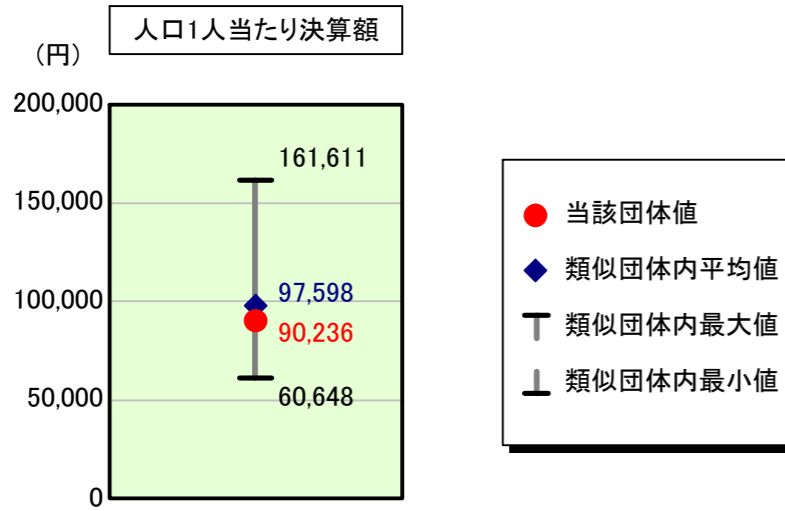 人口1人当たり決算額
(円)
200,000
150,000
100,000
50,000
0
161,611
97,598
90,236
60,648
当該団体値
類似団体内平均値
類似団体内最大値
類似団体内最小値